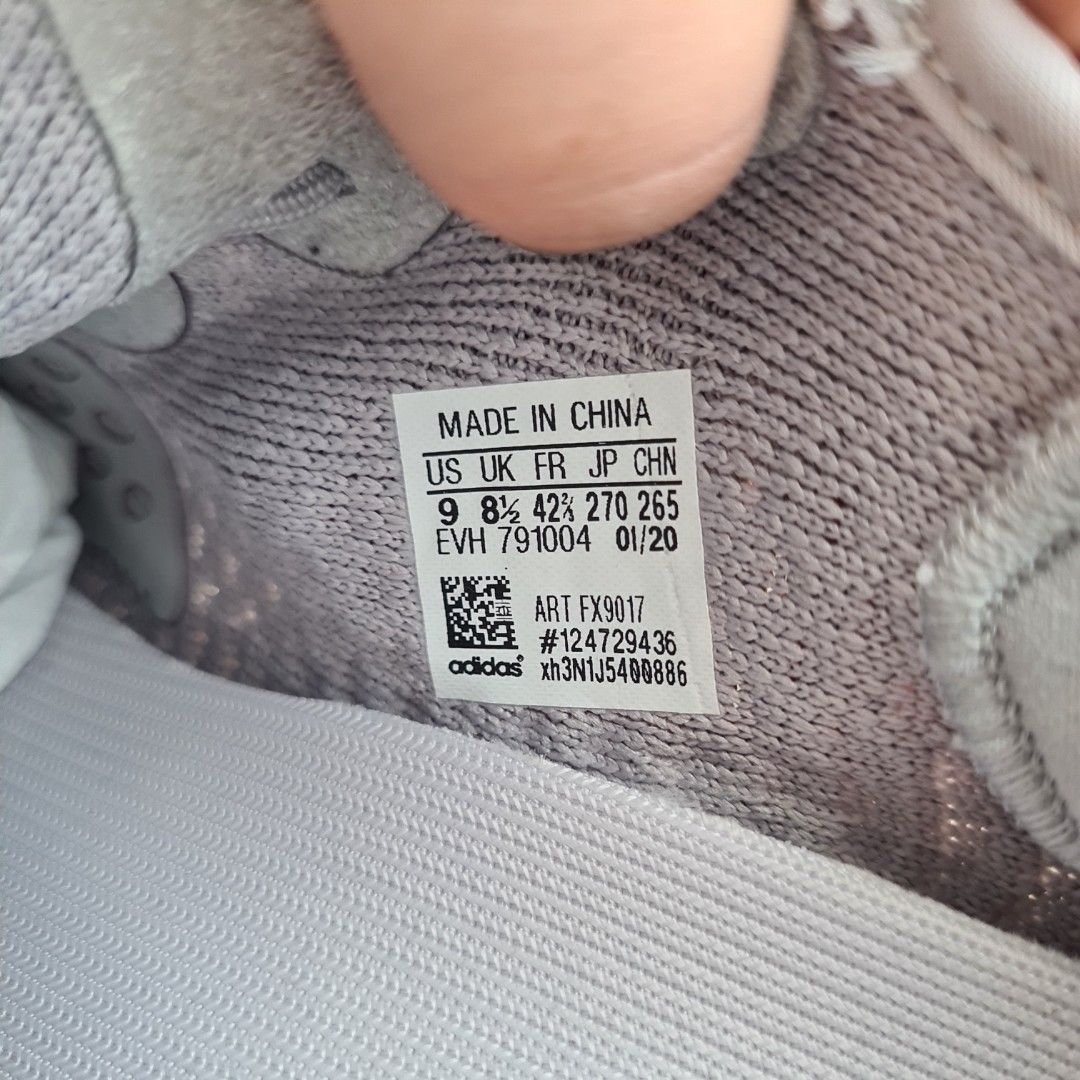 MADE IN CHINA
US UK FR JP CHN
9 8½ 42⅔ 270 265
EVH 791004 01/20
ART FX9017
#124729436
adidas® xh3N1J5400886